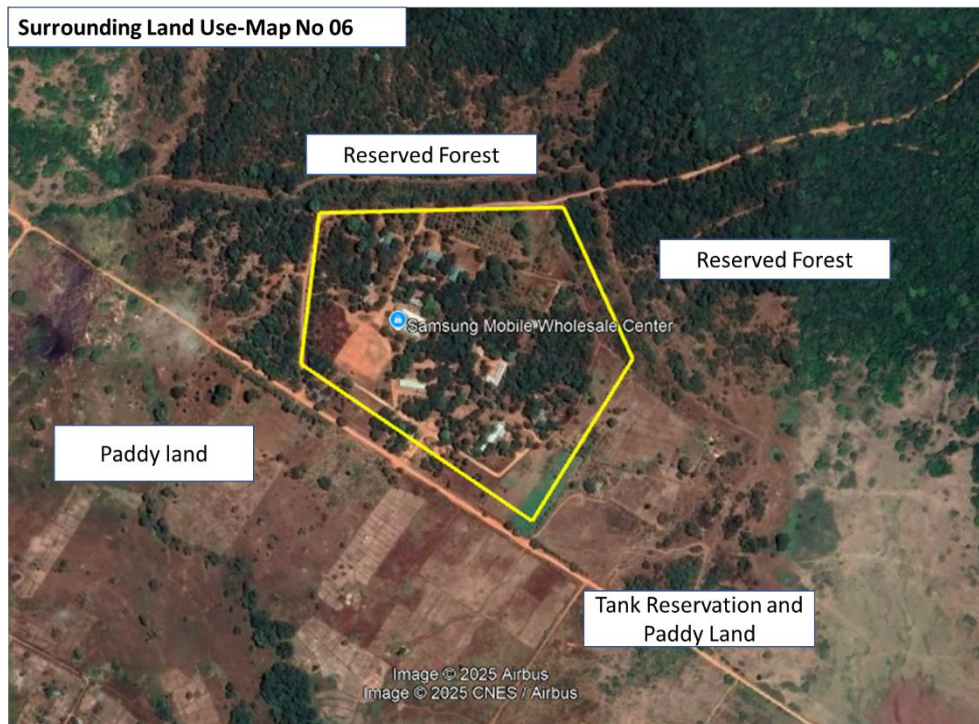 Surrounding Land Use-Map No 06
Reserved Forest
Reserved Forest
Samsung Mobile Wholesale Center
Paddy land
Tank Reservation and
Paddy Land
Image © 2025 Airbus
Image © 2025 CNES / Airbus